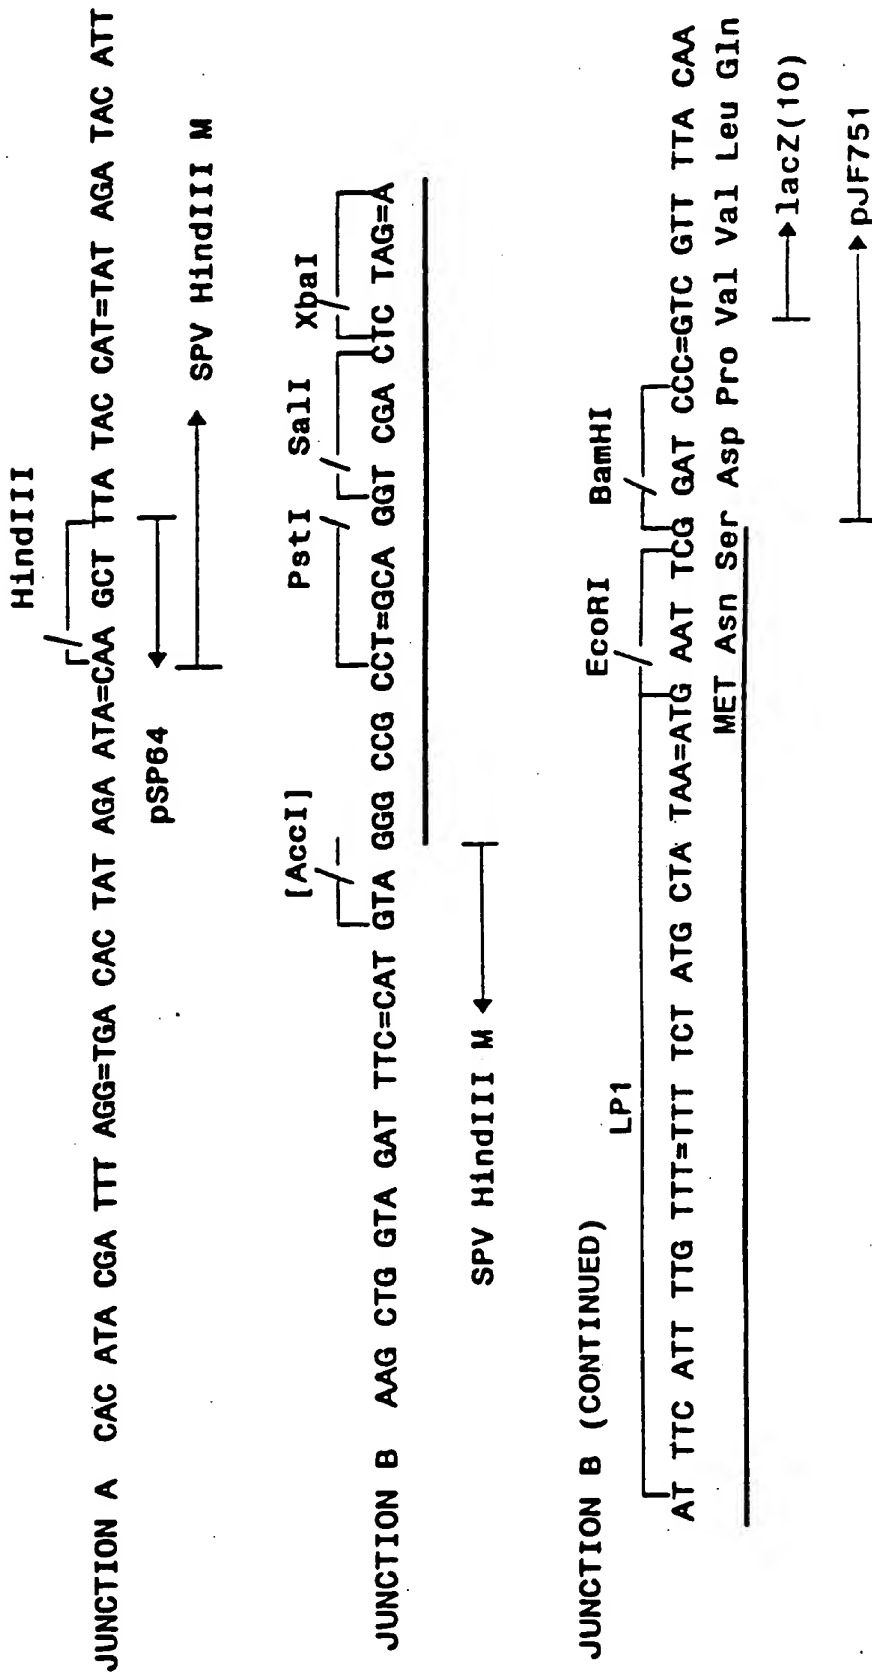 HindIII
JUNCTION A CAC ATA CGA TTT AGG=TGA CAC TAT AGA ATA=CAA GCT TTA TAC CAT=TAT AGA TAC ATT
pSP64
SPV HindIII M
[AccI] PstI SalI XbaI
JUNCTION B AAG CTG GTA GAT TTC=CAT GTA GGG CCG CCT=GCA GGT CGA CTC TAG=A
SPV HindIII M
JUNCTION B (CONTINUED)
LP1 EcoRI BamHI
AT TTC ATT TTG TTT=TTT TCT ATG CTA TAA=ATG AAT TCG GAT CCC=GTC GTT TTA CAA
MET Asn Ser Asp Pro Val Val Leu Gln
lacZ(10)
pJF751